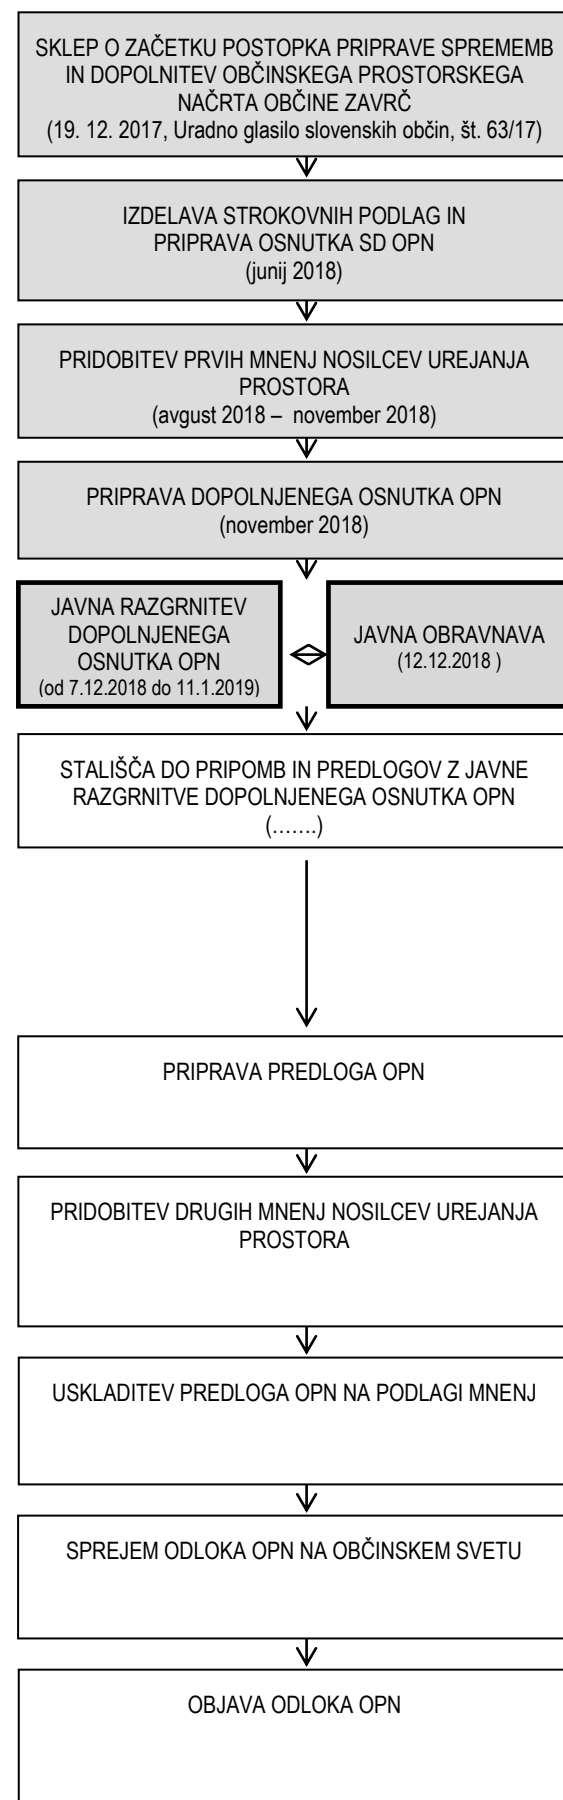 SKLEP O ZAČETKU POSTOPKA PRIPRAVE SPREMEMB
IN DOPOLNITEV OBČINSKEGA PROSTORSKEGA
NAČRTA OBČINE ZAVRČ
(19. 12. 2017, Uradno glasilo slovenskih občin, št. 63/17)
IZDELAVA STROKOVNIH PODLAG IN
PRIPRAVA OSNUTKA SD OPN
(junij 2018)
PRIDOBITEV PRVIH MNENJ NOSILCEV UREJANJA
PROSTORA
(avgust 2018 – november 2018)
PRIPRAVA DOPOLNJENEGA OSNUTKA OPN
(november 2018)
JAVNA RAZGRNITEV
DOPOLNJENEGA
OSNUTKA OPN
(od 7.12.2018 do 11.1.2019)
JAVNA OBRAVNAVA
(12.12.2018 )
STALIŠČA DO PRIPOMB IN PREDLOGOV Z JAVNE
RAZGRNITVE DOPOLNJENEGA OSNUTKA OPN
(…….)
PRIPRAVA PREDLOGA OPN
PRIDOBITEV DRUGIH MNENJ NOSILCEV UREJANJA
PROSTORA
USKLADITEV PREDLOGA OPN NA PODLAGI MNENJ
SPREJEM ODLOKA OPN NA OBČINSKEM SVETU
OBJAVA ODLOKA OPN